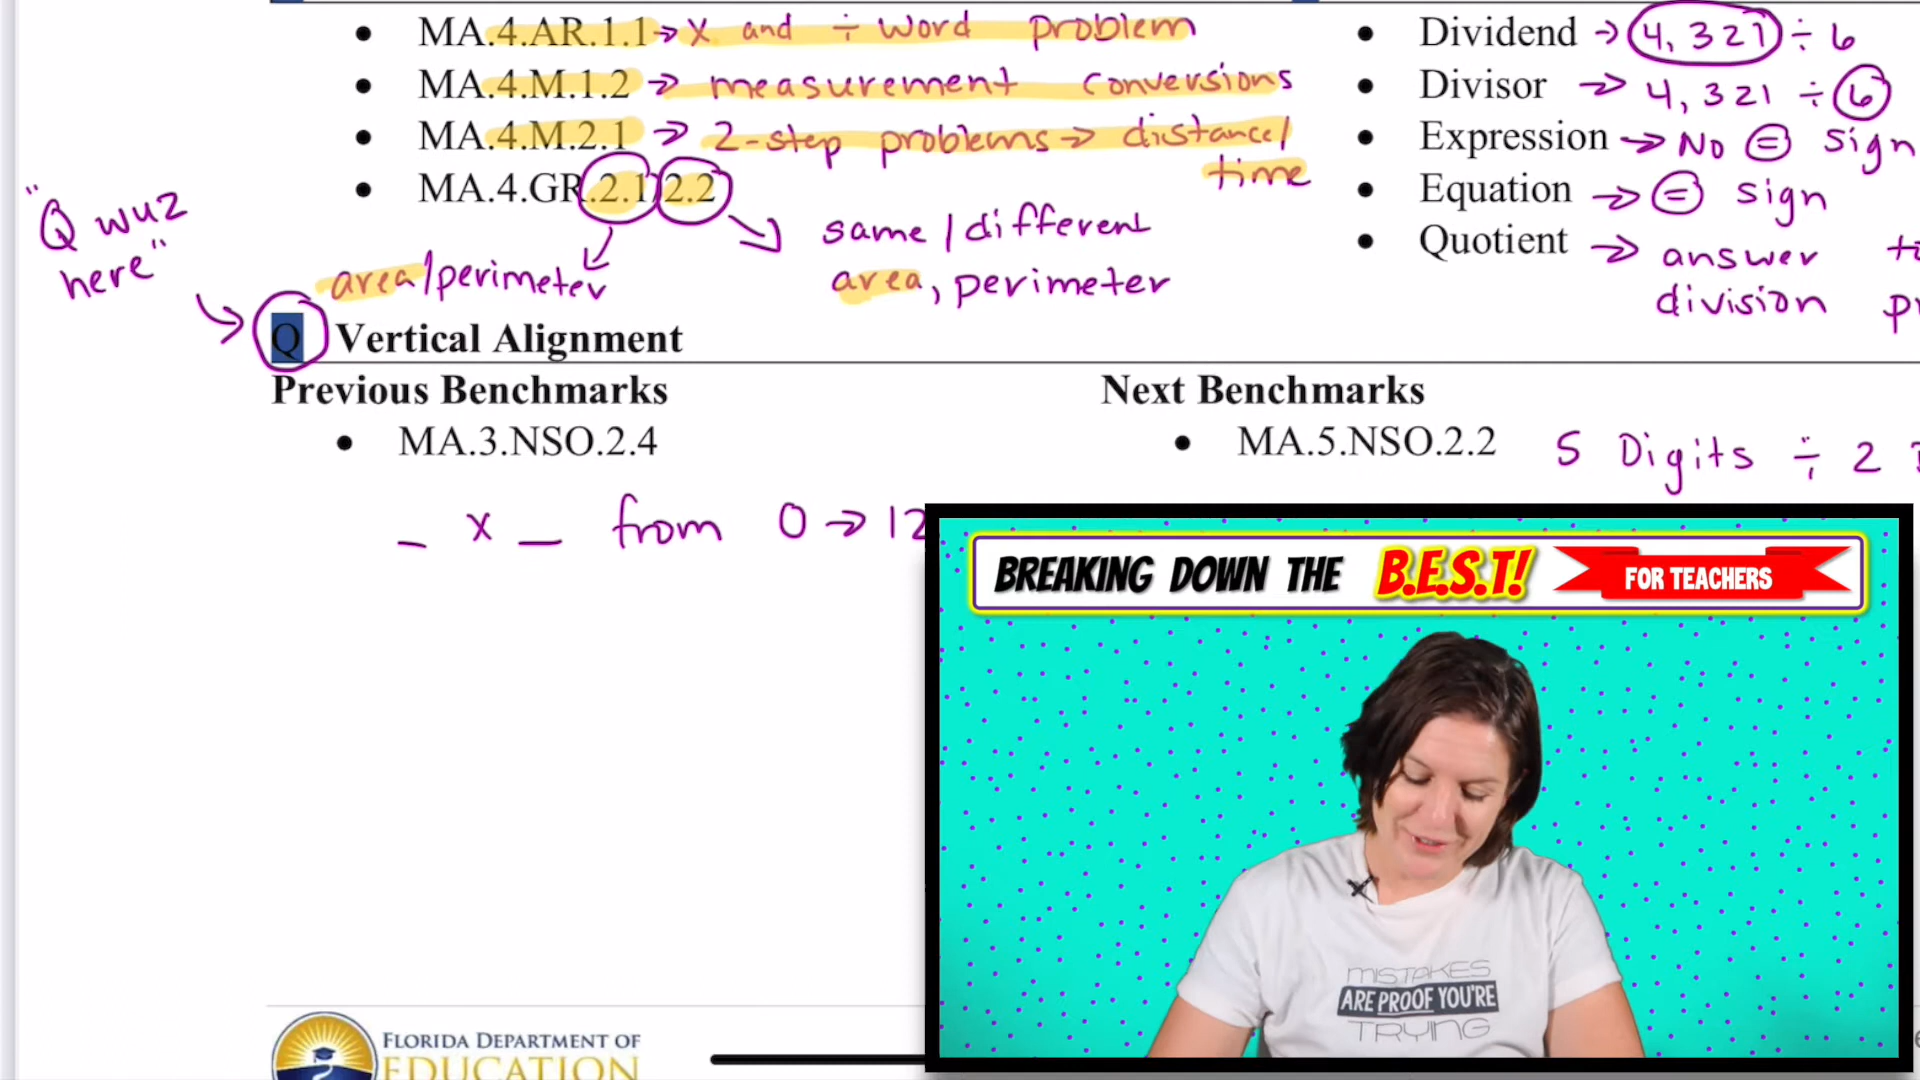 MA.4.AR.1.1 → x and ÷ word problem
MA.4.M.1.2 → measurement conversions
MA.4.M.2.1 → 2-step problems → distance/
time
MA.4.GR.2.1/2.2
same/different
area, perimeter
area/perimeter
"Q wuz
here"
Dividend → 4,321 ÷ 6
Divisor → 4,321 ÷ 6
Expression → No = sign
Equation → = sign
Quotient → answer
division
Q Vertical Alignment
Previous Benchmarks
MA.3.NSO.2.4
_ x _ from 0 → 12
Next Benchmarks
MA.5.NSO.2.2 5 Digits ÷ 2
BREAKING DOWN THE B.E.S.T! FOR TEACHERS
MISTAKES
ARE PROOF YOU'RE
TRYING
FLORIDA DEPARTMENT OF
EDUCATION